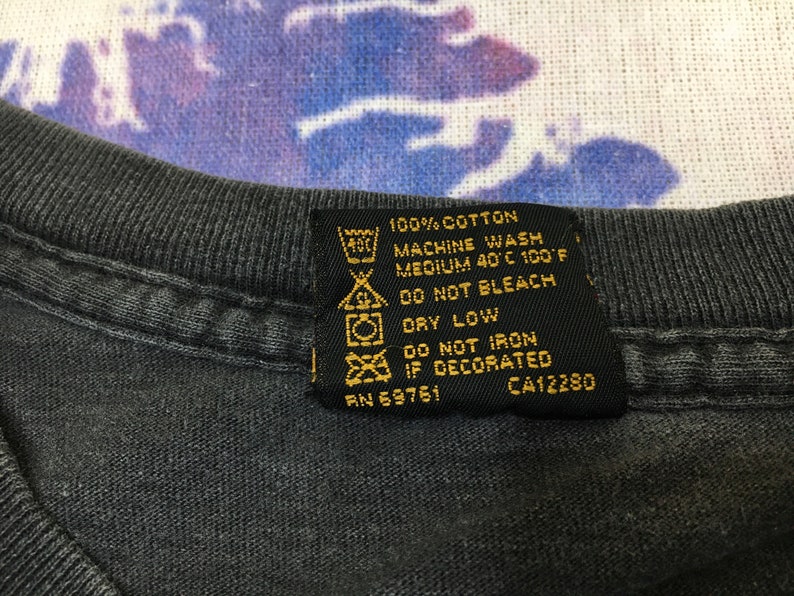 100% COTTON
MACHINE WASH
MEDIUM 40°C 100°F
DO NOT BLEACH
DRY LOW
DO NOT IRON
IF DECORATED
RN 69761 CA12280